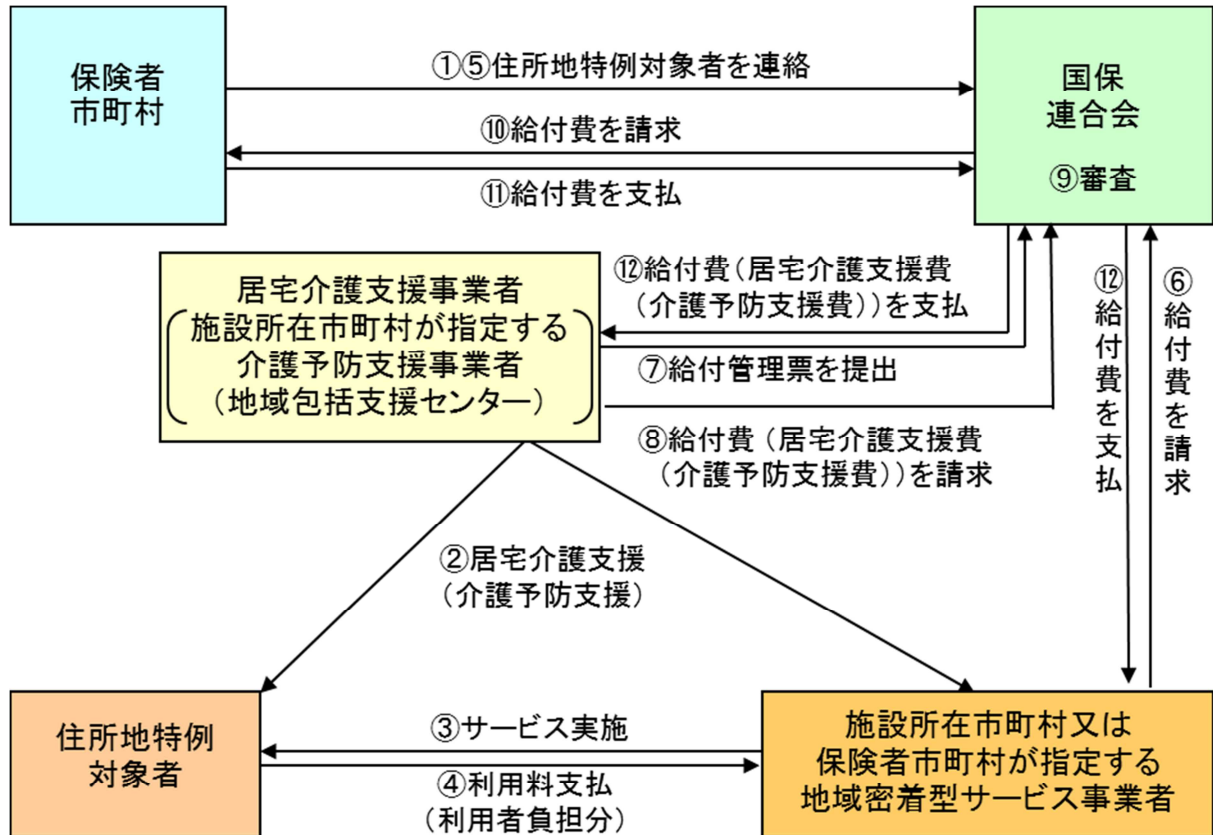 保険者
市町村
①⑤住所地特例対象者を連絡
⑩給付費を請求
⑪給付費を支払
国保
連合会
⑨審査
居宅介護支援事業者
施設所在市町村が指定する
介護予防支援事業者
(地域包括支援センター)
⑫給付費(居宅介護支援費
(介護予防支援費))を支払
⑦給付管理票を提出
⑧給付費(居宅介護支援費
(介護予防支援費))を請求
⑫給付費を支払
⑥給付費を請求
②居宅介護支援
(介護予防支援)
住所地特例
対象者
③サービス実施
④利用料支払
(利用者負担分)
施設所在市町村又は
保険者市町村が指定する
地域密着型サービス事業者